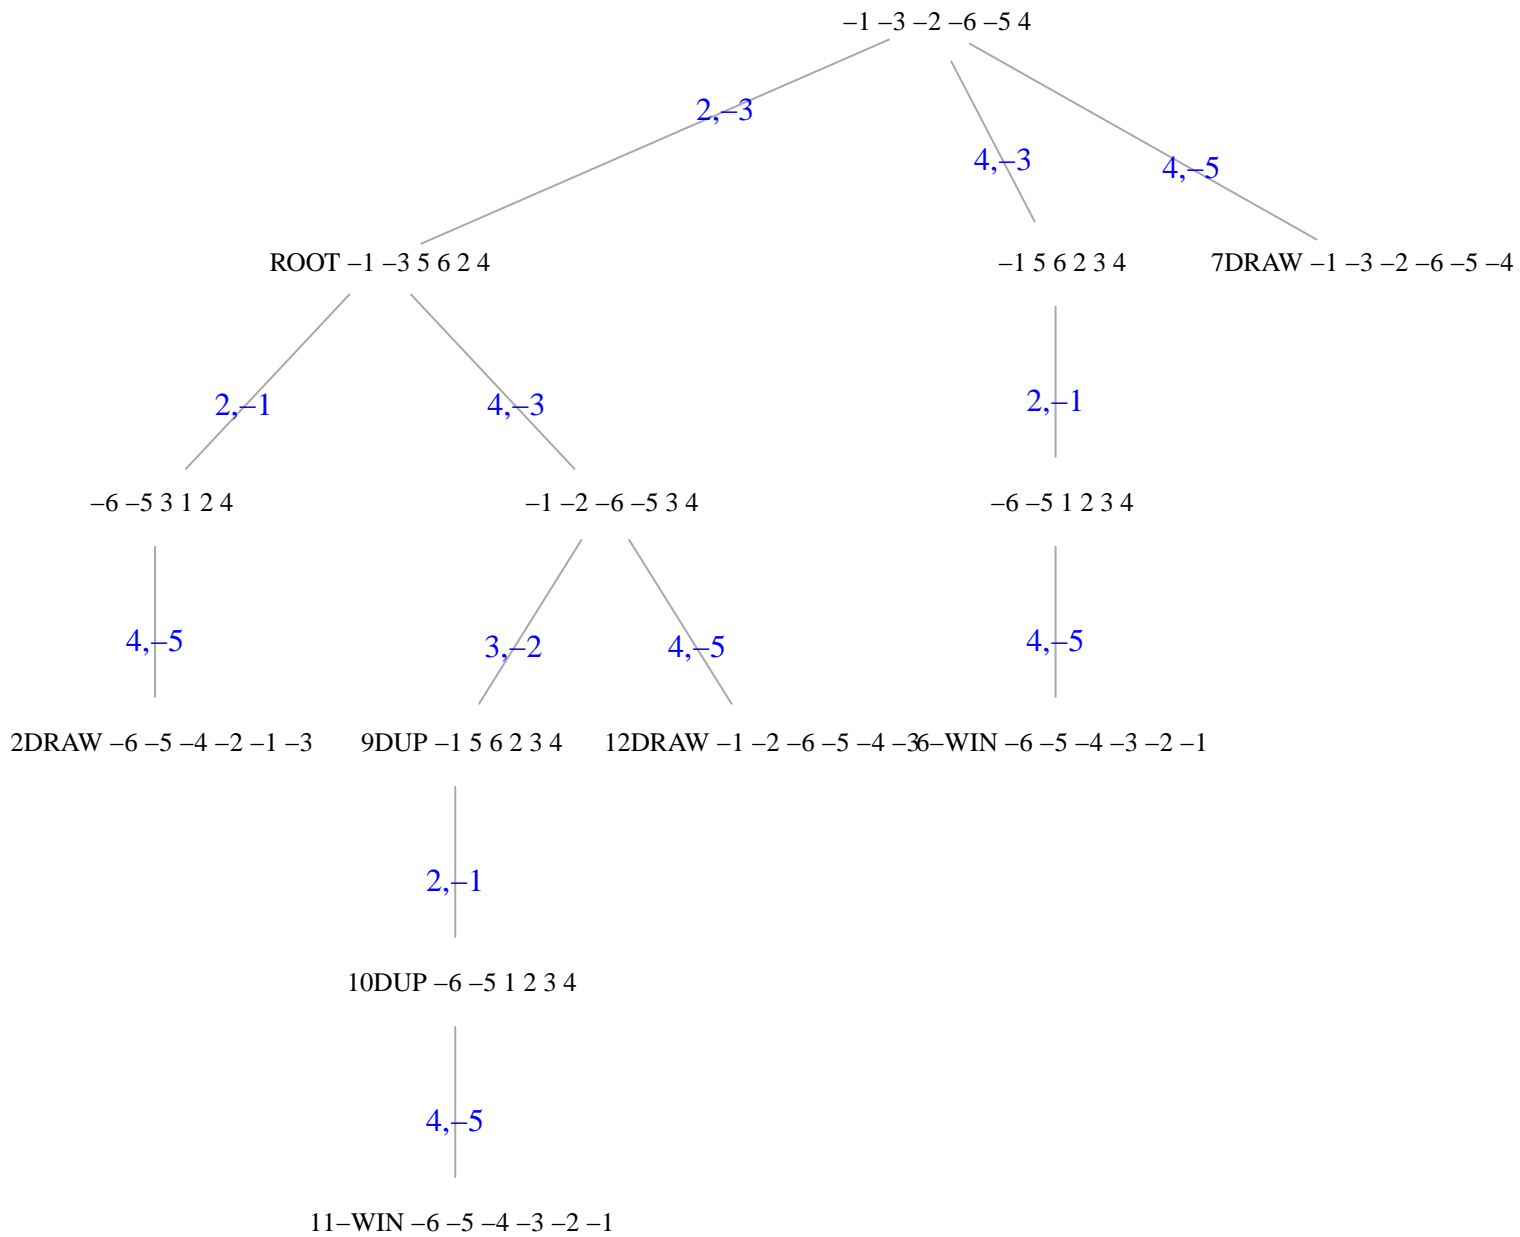 –1 –3 –2 –6 –5 4
2,–3
4,–3
4,–5
ROOT –1 –3 5 6 2 4
–1 5 6 2 3 4
7DRAW –1 –3 –2 –6 –5 –4
2,–1
4,–3
2,–1
–6 –5 3 1 2 4
–1 –2 –6 –5 3 4
–6 –5 1 2 3 4
4,–5
3,–2
4,–5
4,–5
2DRAW –6 –5 –4 –2 –1 –3
9DUP –1 5 6 2 3 4
12DRAW –1 –2 –6 –5 –4 –3
6–WIN –6 –5 –4 –3 –2 –1
2,–1
10DUP –6 –5 1 2 3 4
4,–5
11–WIN –6 –5 –4 –3 –2 –1